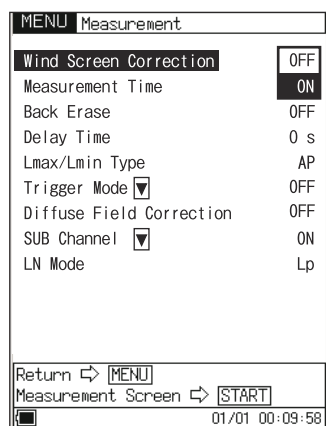 MENU Measurement
Wind Screen Correction OFF
Measurement Time ON
Back Erase OFF
Delay Time 0 s
Lmax/Lmin Type AP
Trigger Mode ▼ OFF
Diffuse Field Correction OFF
SUB Channel ▼ ON
LN Mode Lp
Return ⇨ MENU
Measurement Screen ⇨ START
01/01 00:09:58